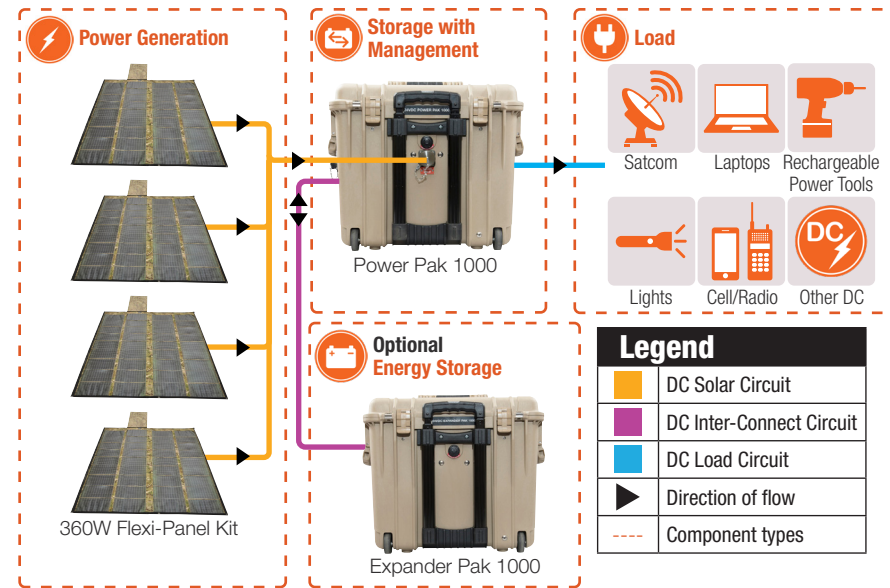 Power Generation
360W Flexi-Panel Kit
Storage with
Management
Power Pak 1000
Optional
Energy Storage
Expander Pak 1000
Load
Satcom
Laptops
Rechargeable
Power Tools
Lights
Cell/Radio
DC
Other DC
Legend
DC Solar Circuit
DC Inter-Connect Circuit
DC Load Circuit
Direction of flow
Component types